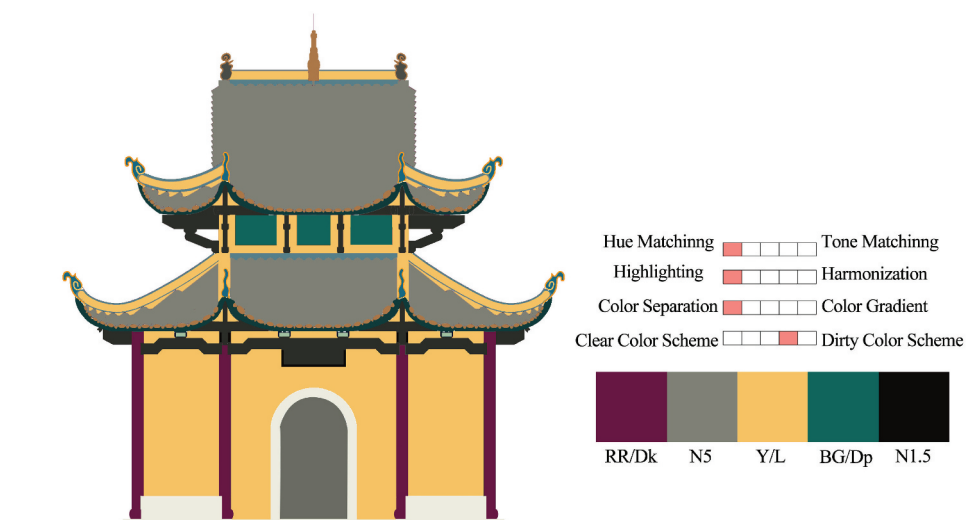 Hue Matchinng Tone Matchinng
Highlighting Harmonization
Color Separation Color Gradient
Clear Color Scheme Dirty Color Scheme
RR/Dk N5 Y/L BG/Dp N1.5